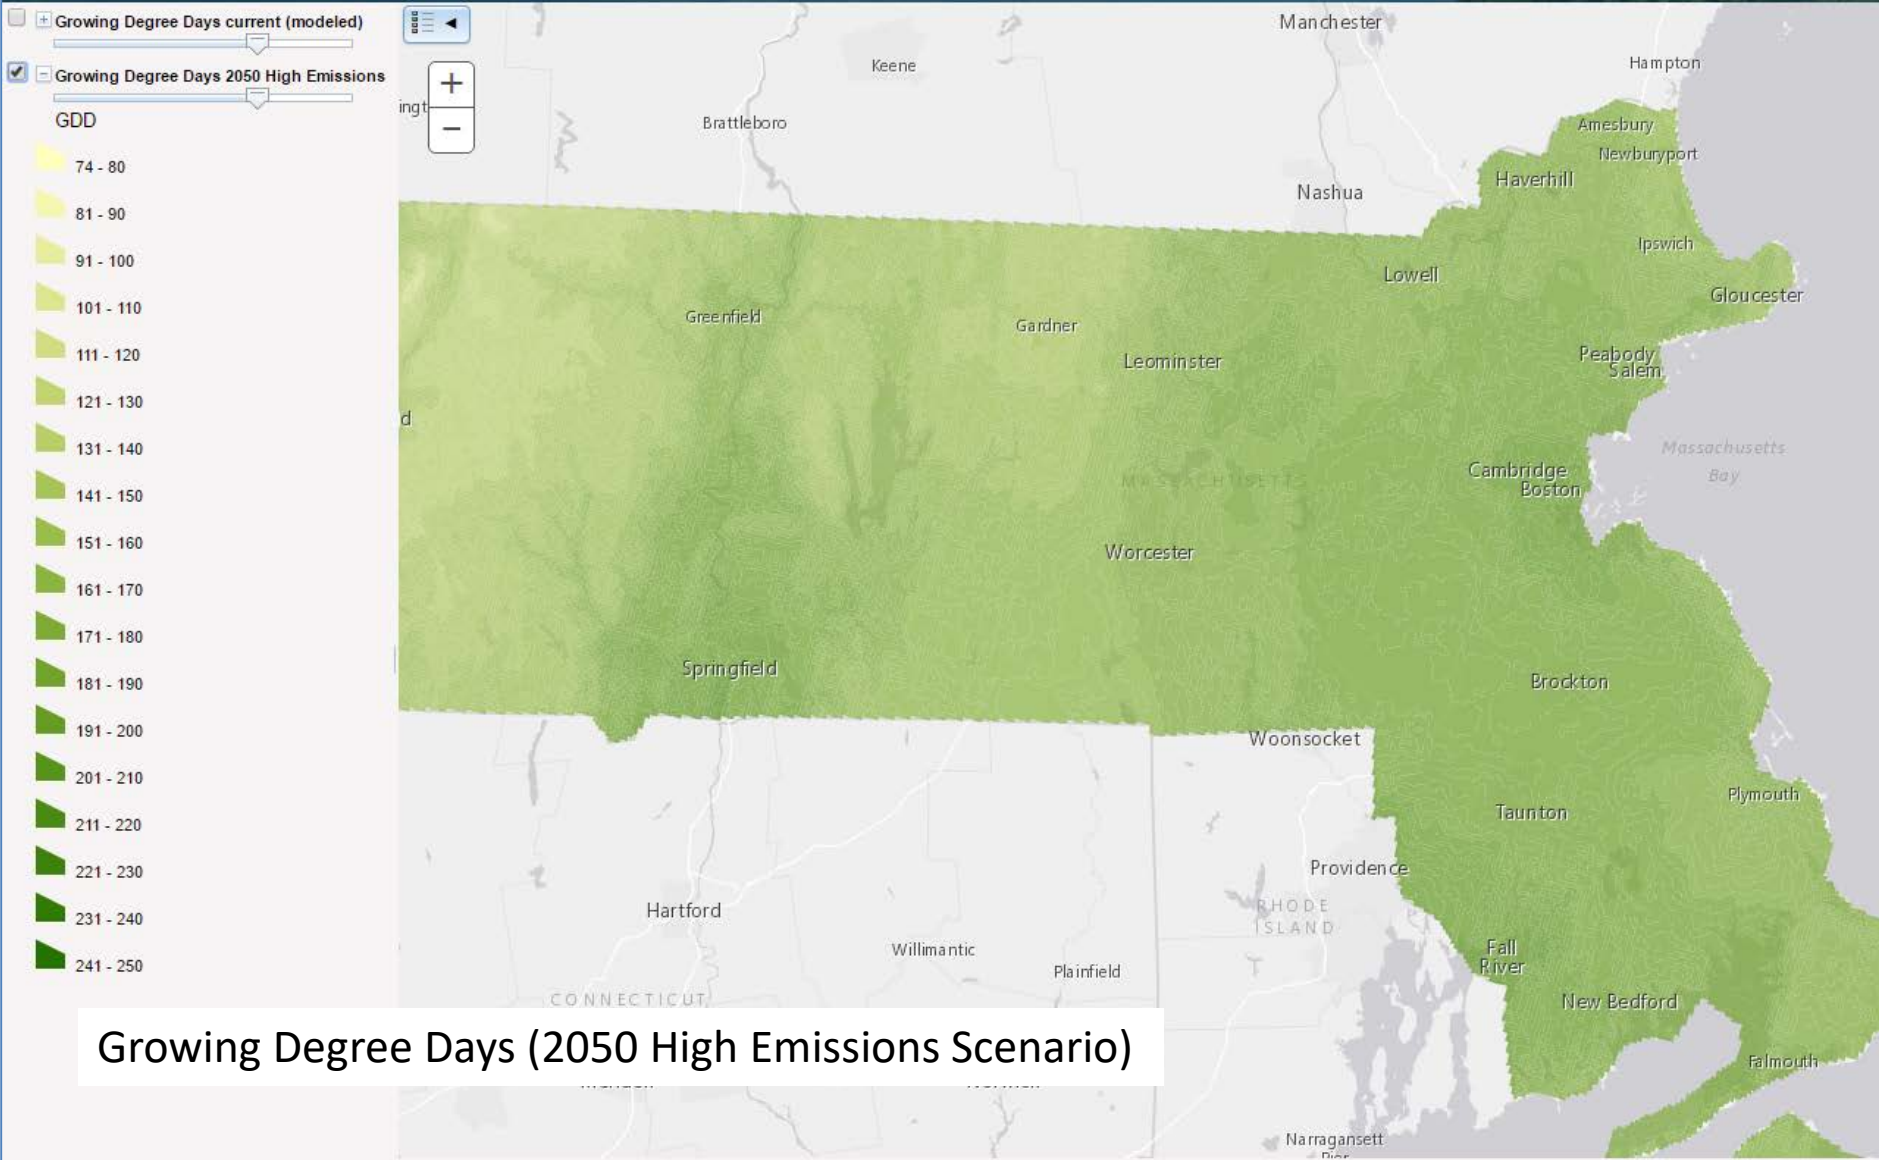 Growing Degree Days current (modeled)
Growing Degree Days 2050 High Emissions
GDD
74 - 80
81 - 90
91 - 100
101 - 110
111 - 120
121 - 130
131 - 140
141 - 150
151 - 160
161 - 170
171 - 180
181 - 190
191 - 200
201 - 210
211 - 220
221 - 230
231 - 240
241 - 250
Manchester
Keene
Hampton
ingt
Brattleboro
Amesbury
Newburyport
Haverhill
Nashua
Ipswich
Lowell
Gloucester
Greenfield
Gardner
Leominster
Peabody
Salem
d
Massachusetts
Bay
Cambridge
Boston
MASSACHUSETTS
Worcester
Springfield
Brockton
Woonsocket
Plymouth
Taunton
Providence
RHODE
ISLAND
Hartford
Willimantic
Plainfield
Fall
River
CONNECTICUT
New Bedford
Growing Degree Days (2050 High Emissions Scenario)
Falmouth
Narragansett
Pier